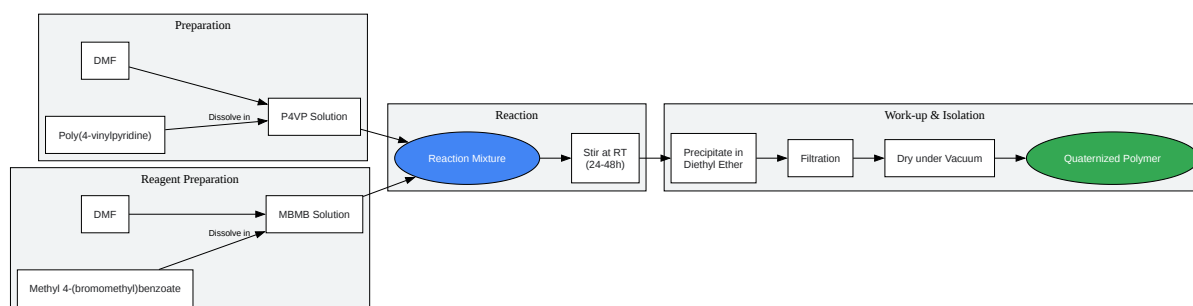 Preparation
DMF
Poly(4-vinylpyridine)
Dissolve in
P4VP Solution
Reagent Preparation
DMF
Methyl 4-(bromomethyl)benzoate
Dissolve in
MBMB Solution
Reaction
Reaction Mixture
Stir at RT
(24-48h)
Work-up & Isolation
Precipitate in
Diethyl Ether
Filtration
Dry under Vacuum
Quaternized Polymer